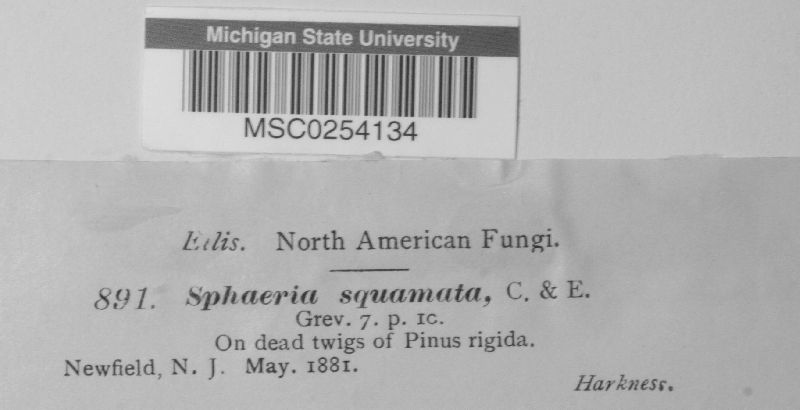 Michigan State University
MSC0254134
Ellis. North American Fungi.
891. Sphaeria squamata, C. & E.
Grev. 7. p. 1c.
On dead twigs of Pinus rigida.
Newfield, N. J. May. 1881.
Harkness.